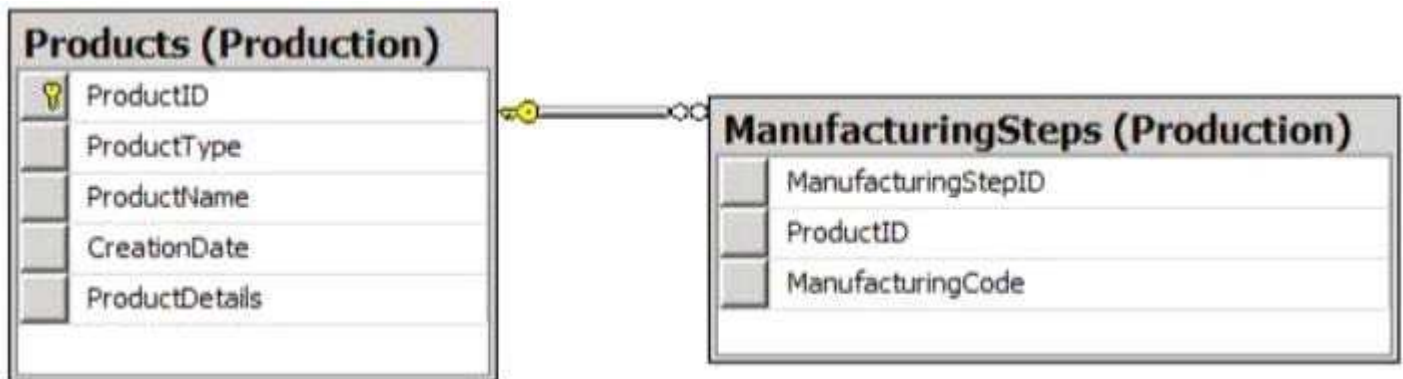 Products (Production)
ProductID
ProductType
ProductName
CreationDate
ProductDetails
ManufacturingSteps (Production)
ManufacturingStepID
ProductID
ManufacturingCode